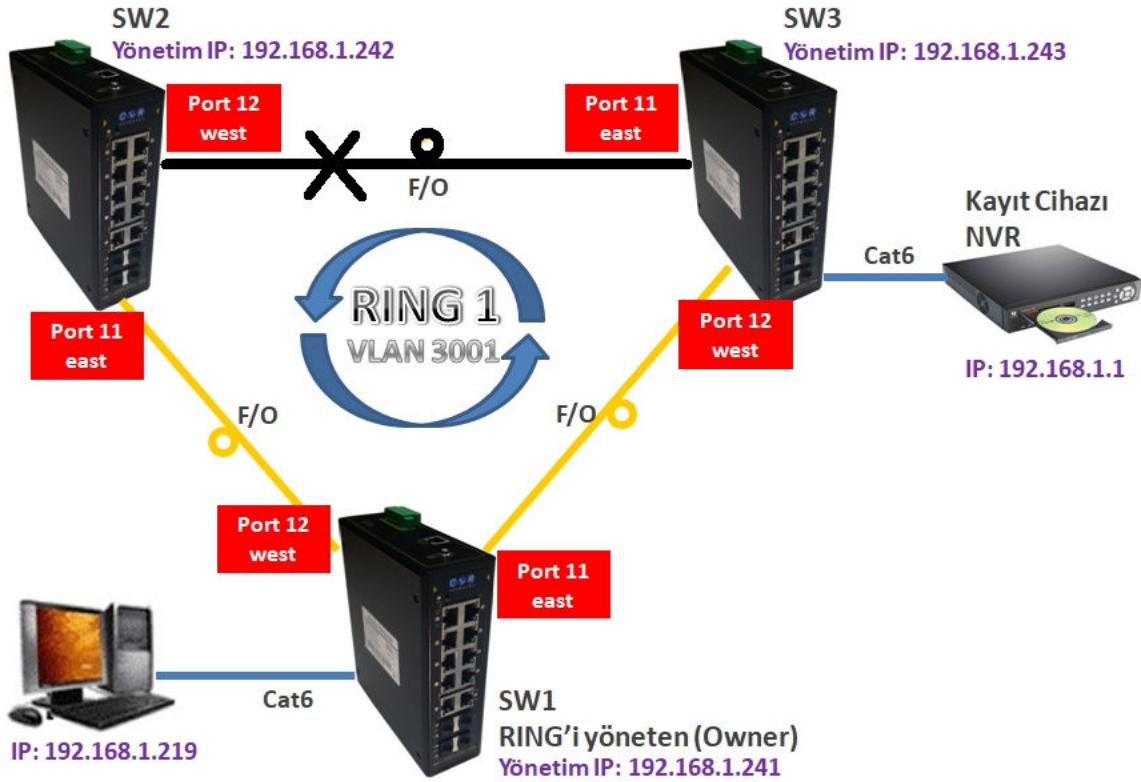 SW2
Yönetim IP: 192.168.1.242
SW3
Yönetim IP: 192.168.1.243
Port 12
west
Port 11
east
F/O
Kayıt Cihazı
NVR
Cat6
IP: 192.168.1.1
RING 1
VLAN 3001
Port 11
east
Port 12
west
F/O
F/O
Port 12
west
Port 11
east
Cat6
IP: 192.168.1.219
SW1
RING’i yöneten (Owner)
Yönetim IP: 192.168.1.241